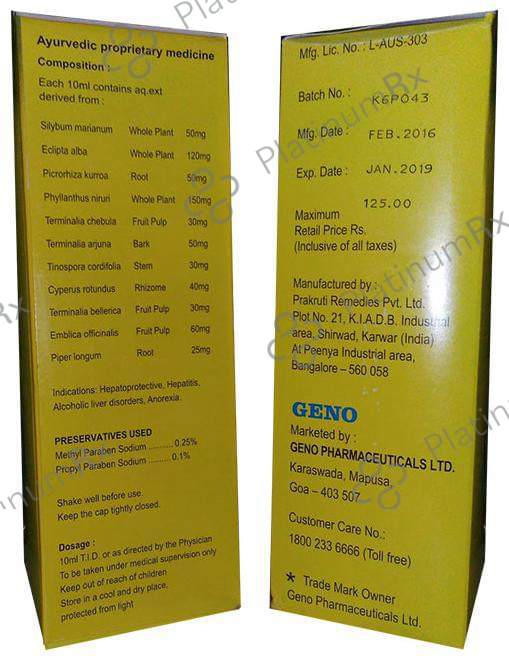 Ayurvedic proprietary medicine
Composition :
Each 10ml contains aq.ext
derived from :
Silybum marianum Whole Plant 50mg
Eclipta alba Whole Plant 120mg
Picrorhiza kurroa Root 50mg
Phyllanthus niruri Whole Plant 150mg
Terminalia chebula Fruit Pulp 30mg
Terminalia arjuna Bark 50mg
Tinospora cordifolia Stem 30mg
Cyperus rotundus Rhizome 40mg
Terminalia bellerica Fruit Pulp 30mg
Emblica officinalis Fruit Pulp 60mg
Piper longum Root 25mg
Indications: Hepatoprotective, Hepatitis,
Alcoholic liver disorders, Anorexia.
PRESERVATIVES USED
Methyl Paraben Sodium .......... 0.25%
Propyl Paraben Sodium .......... 0.1%
Shake well before use.
Keep the cap tightly closed.
Dosage :
10ml T.I.D. or as directed by the Physician
To be taken under medical supervision only
Keep out of reach of children
Store in a cool and dry place,
protected from light
Mfg. Lic. No. : L-AUS-303
Batch No. : K6P043
Mfg. Date : FEB.2016
Exp. Date : JAN.2019
125.00
Maximum
Retail Price Rs.
(Inclusive of all taxes)
Manufactured by :
Prakruti Remedies Pvt. Ltd.
Plot No. 21, K.I.A.D.B. Industrial
area, Shirwad, Karwar (India)
At Peenya Industrial area,
Bangalore – 560 058
GENO
Marketed by :
GENO PHARMACEUTICALS LTD.
Karaswada, Mapusa,
Goa – 403 507
Customer Care No.:
1800 233 6666 (Toll free)
* Trade Mark Owner
Geno Pharmaceuticals Ltd.
PlatinumRx
PlatinumRx
PlatinumRx